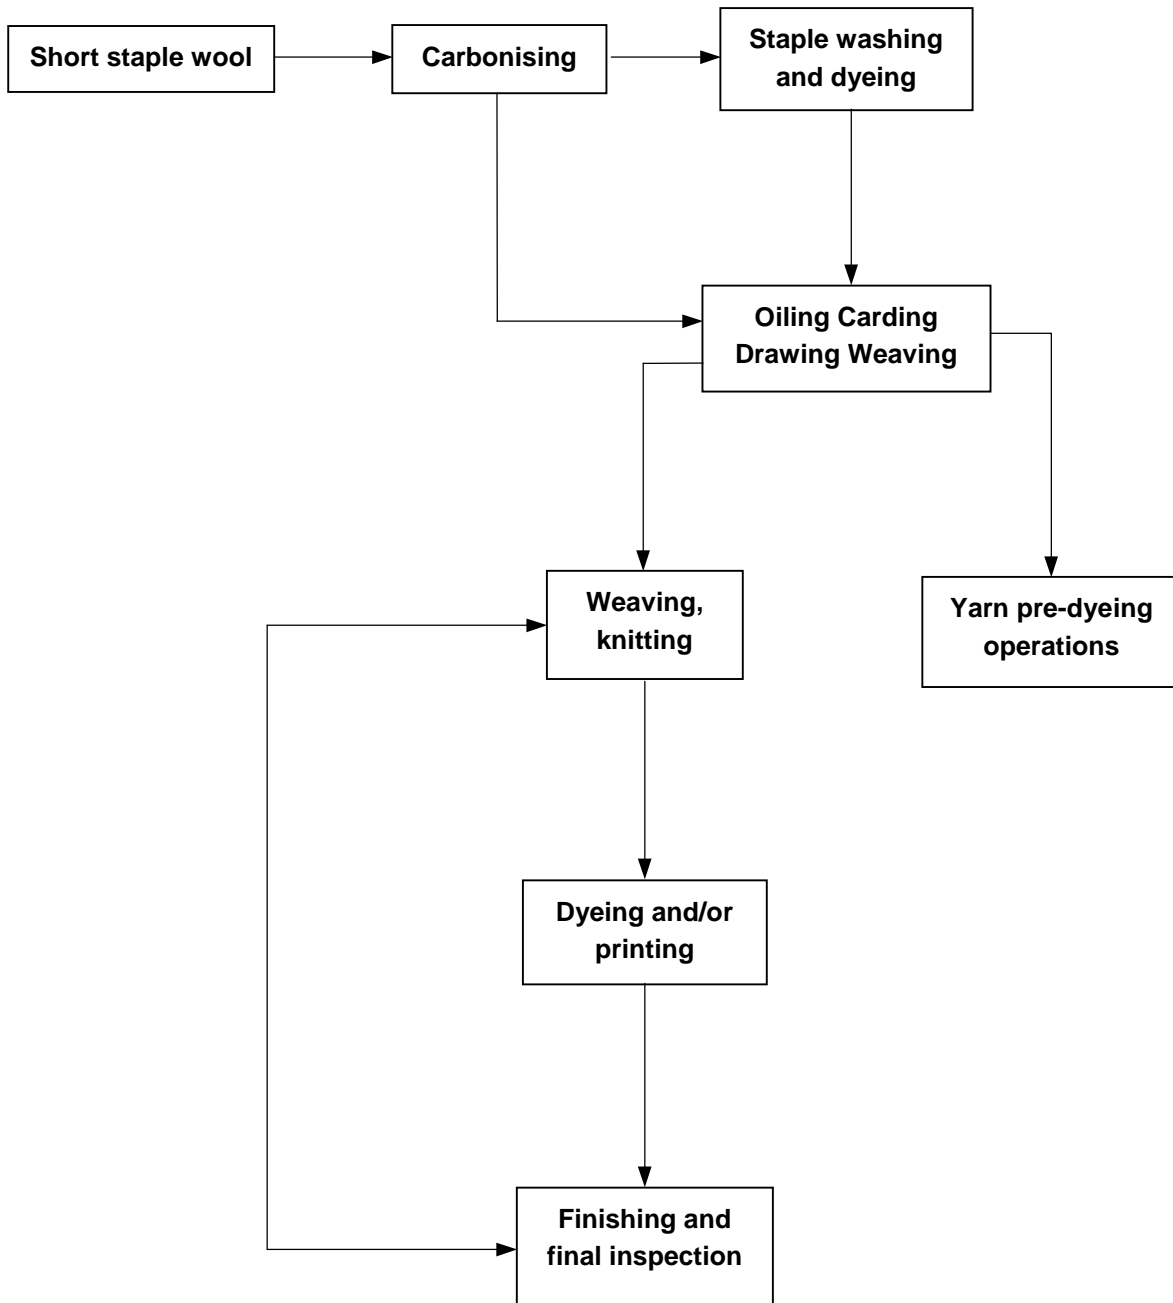 Short staple wool
Carbonising
Staple washing
and dyeing
Oiling Carding
Drawing Weaving
Weaving,
knitting
Yarn pre-dyeing
operations
Dyeing and/or
printing
Finishing and
final inspection